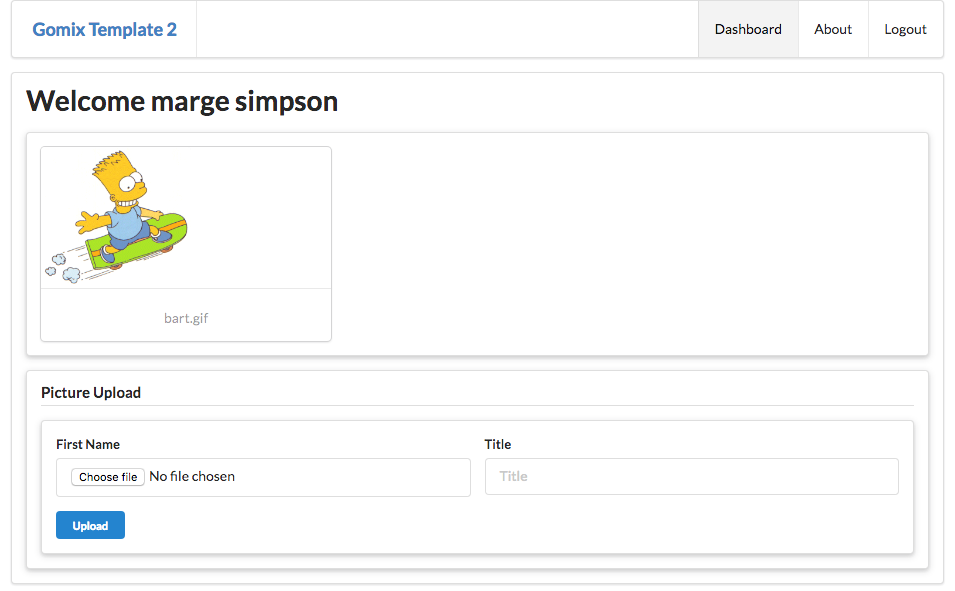 Gomix Template 2
Dashboard
About
Logout
Welcome marge simpson
bart.gif
Picture Upload
First Name
Title
Choose file No file chosen
Title
Upload